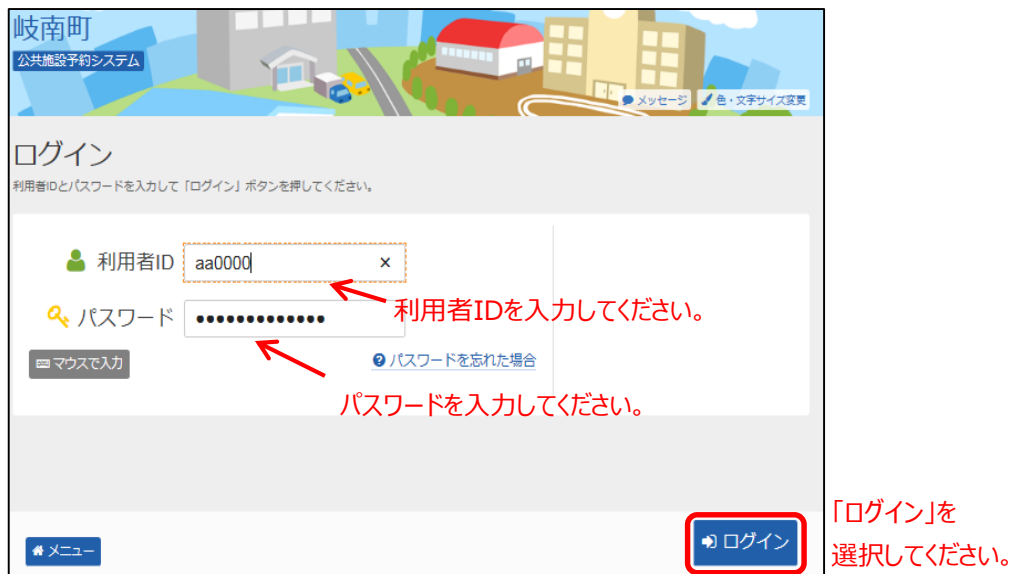 岐南町
公共施設予約システム
メッセージ
色・文字サイズ変更
ログイン
利用者IDとパスワードを入力して「ログイン」ボタンを押してください。
利用者ID aa0000 ×
利用者IDを入力してください。
パスワード •••••••••••••
マウスで入力
パスワードを忘れた場合
パスワードを入力してください。
メニュー
ログイン
「ログイン」を
選択してください。